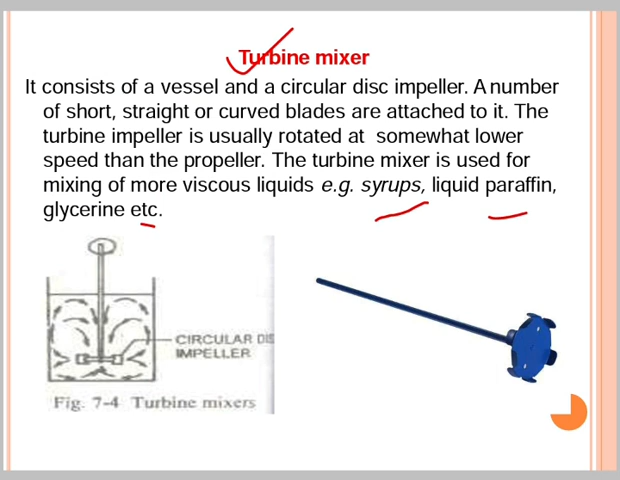 Turbine mixer
It consists of a vessel and a circular disc impeller. A number
of short, straight or curved blades are attached to it. The
turbine impeller is usually rotated at somewhat lower
speed than the propeller. The turbine mixer is used for
mixing of more viscous liquids e.g. syrups, liquid paraffin,
glycerine etc.
CIRCULAR DIS
IMPELLER
Fig. 7-4 Turbine mixers